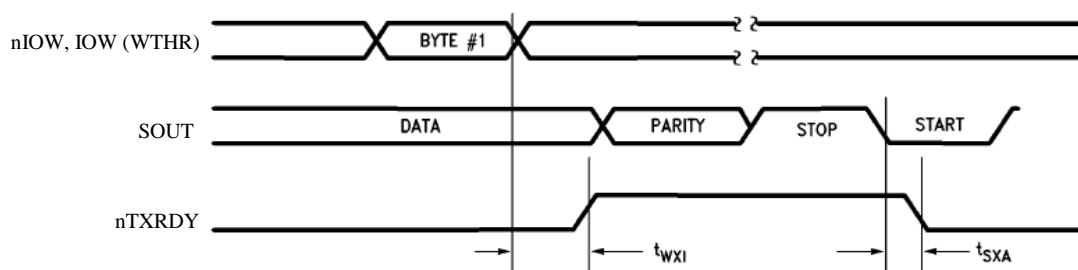 nIOW, IOW (WTHR)
BYTE #1
SOUT
DATA
PARITY
STOP
START
nTXRDY
tWXI
tSXA